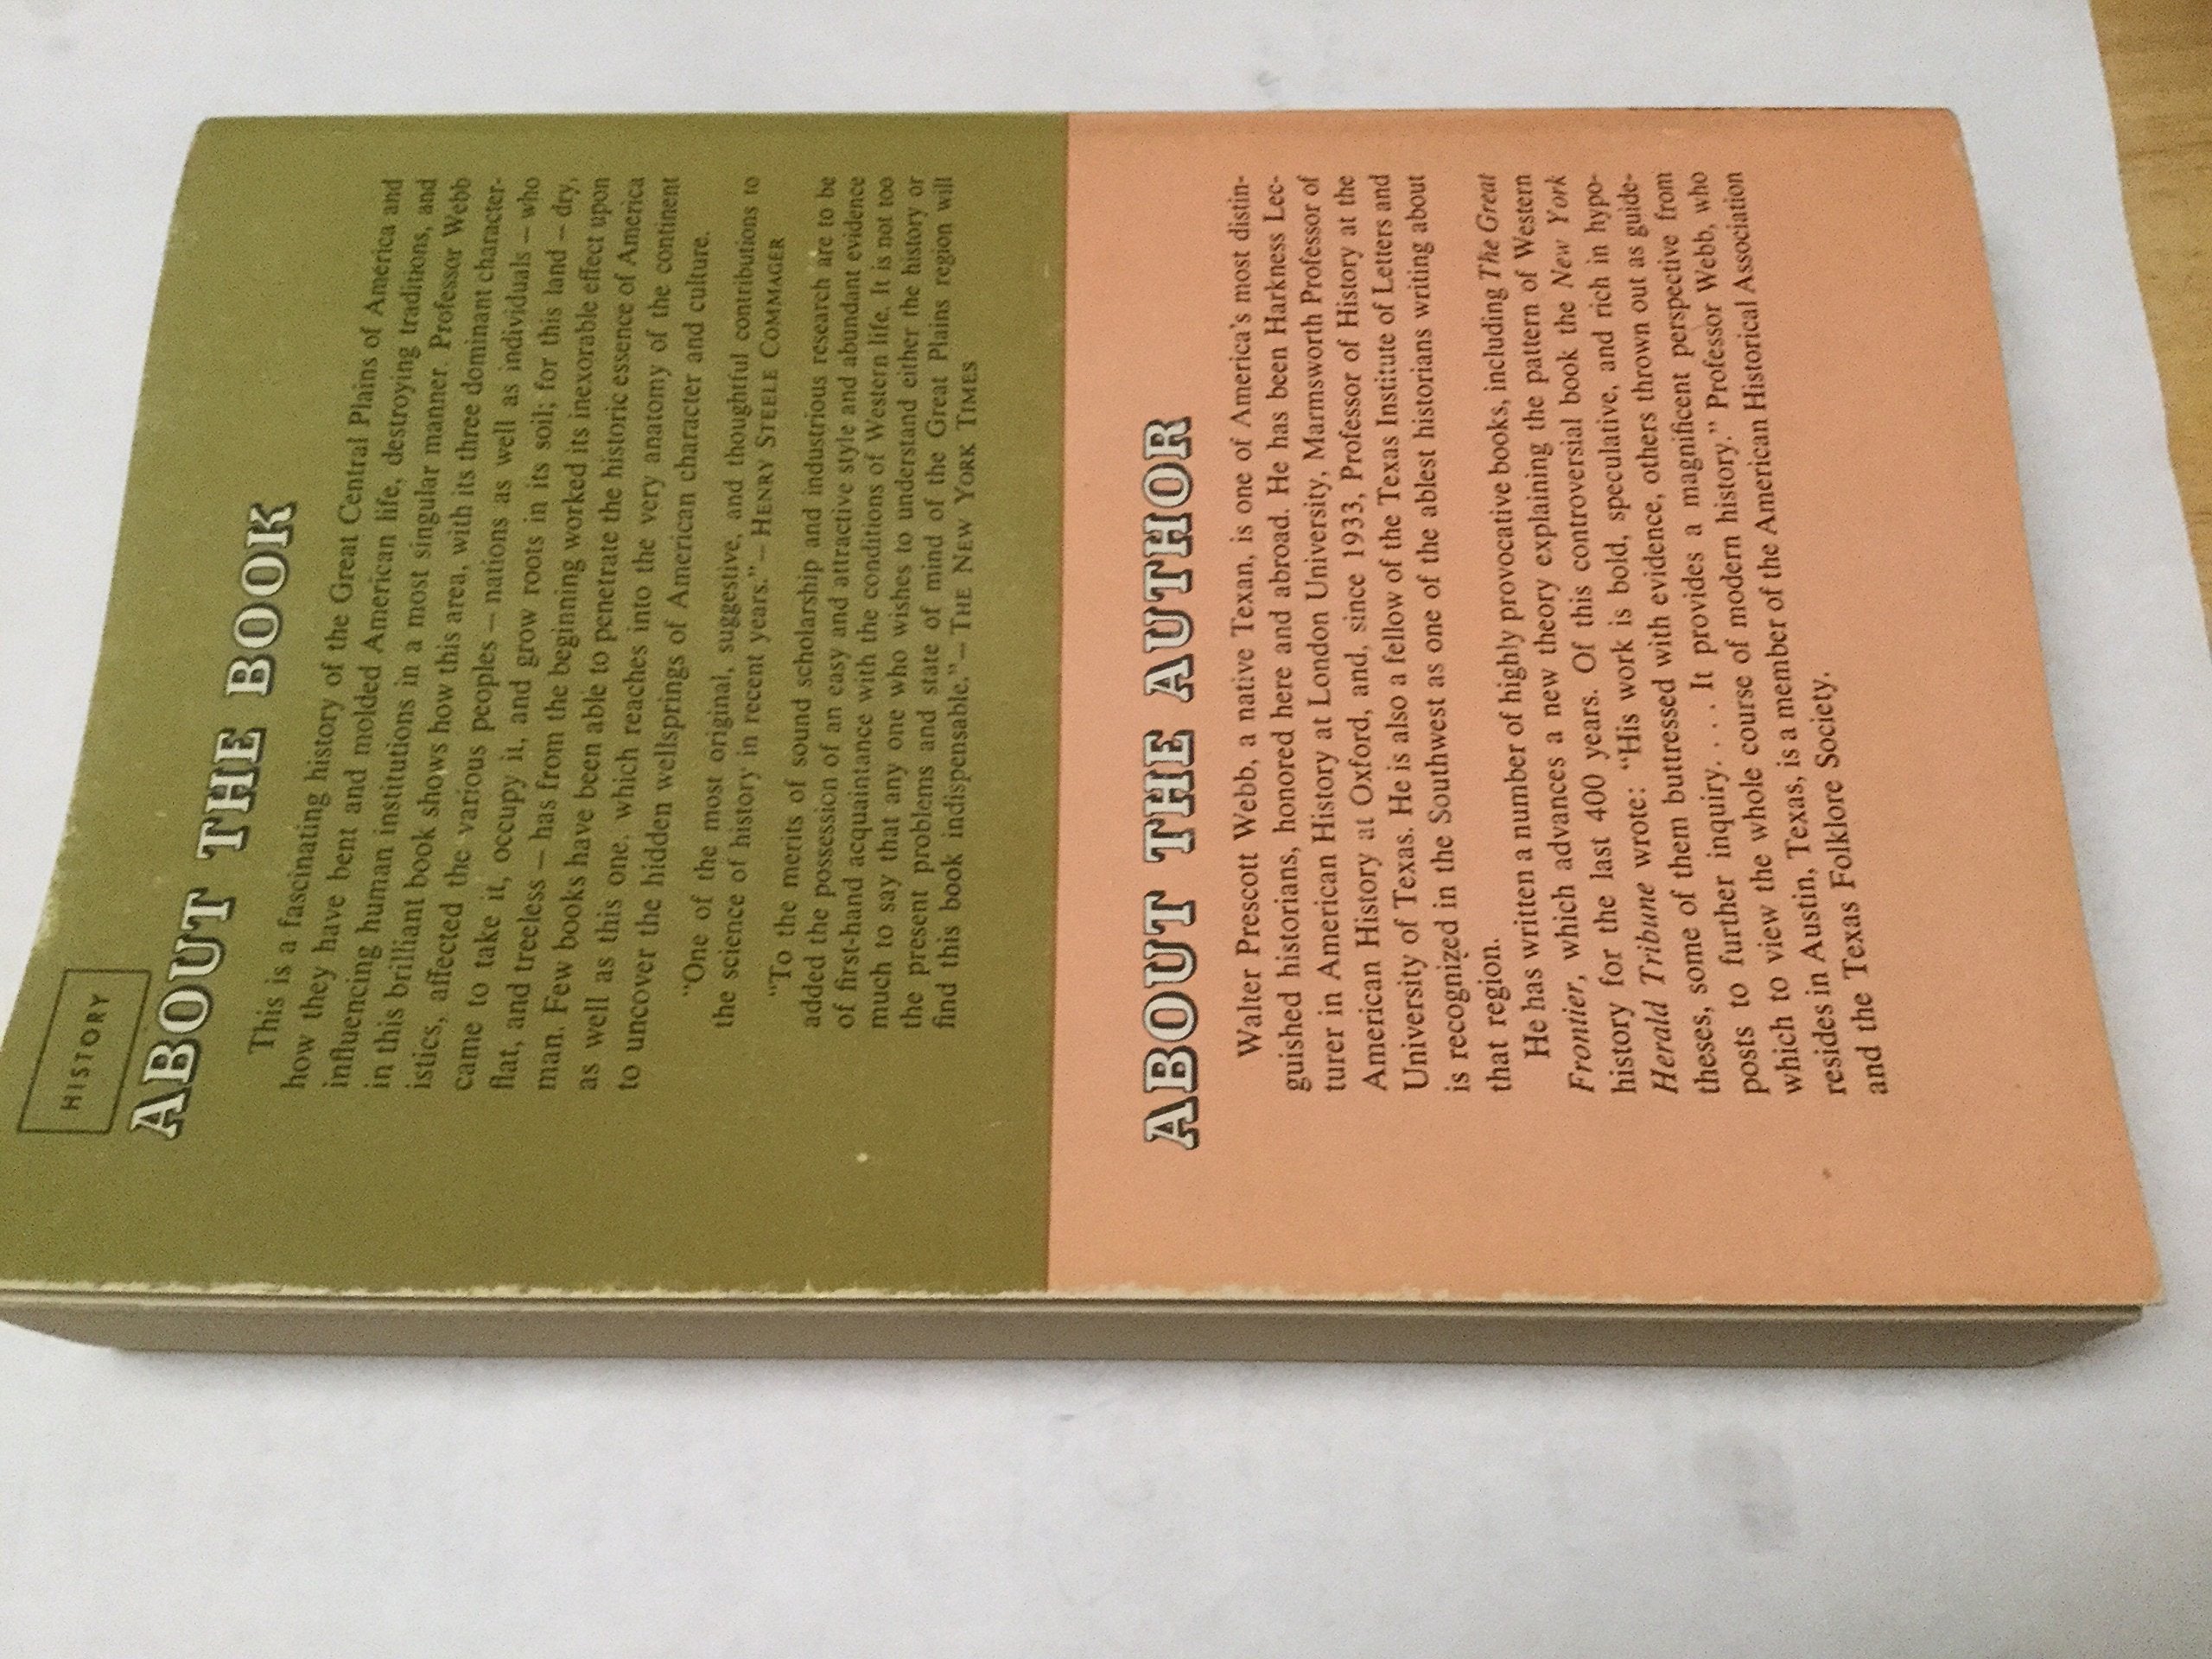 HISTORY
ABOUT THE BOOK
This is a fascinating history of the Great Central Plains of America and
how they have bent and molded American life, destroying traditions, and
influencing human institutions in a most singular manner. Professor Webb
in this brilliant book shows how this area, with its three dominant character-
istics, affected the various peoples – nations as well as individuals – who
came to take it, occupy it, and grow roots in its soil; for this land – dry,
flat, and treeless – has from the beginning worked its inexorable effect upon
man. Few books have been able to penetrate the historic essence of America
as well as this one, which reaches into the very anatomy of the continent
to uncover the hidden wellsprings of American character and culture.
"One of the most original, suggestive, and thoughtful contributions to
the science of history in recent years." – HENRY STEELE COMMAGER
"To the merits of sound scholarship and industrious research are to be
added the possession of an easy and attractive style and abundant evidence
of first-hand acquaintance with the conditions of Western life. It is not too
much to say that any one who wishes to understand either the history or
the present problems and state of mind of the Great Plains region will
find this book indispensable." – THE NEW YORK TIMES
ABOUT THE AUTHOR
Walter Prescott Webb, a native Texan, is one of America's most distin-
guished historians, honored here and abroad. He has been Harkness Lec-
turer in American History at London University, Marmsworth Professor of
American History at Oxford, and, since 1933, Professor of History at the
University of Texas. He is also a fellow of the Texas Institute of Letters and
is recognized in the Southwest as one of the ablest historians writing about
that region.
He has written a number of highly provocative books, including The Great
Frontier, which advances a new theory explaining the pattern of Western
history for the last 400 years. Of this controversial book the New York
Herald Tribune wrote: "His work is bold, speculative, and rich in hypo-
theses, some of them buttressed with evidence, others thrown out as guide-
posts to further inquiry. . . . It provides a magnificent perspective from
which to view the whole course of modern history." Professor Webb, who
resides in Austin, Texas, is a member of the American Historical Association
and the Texas Folklore Society.